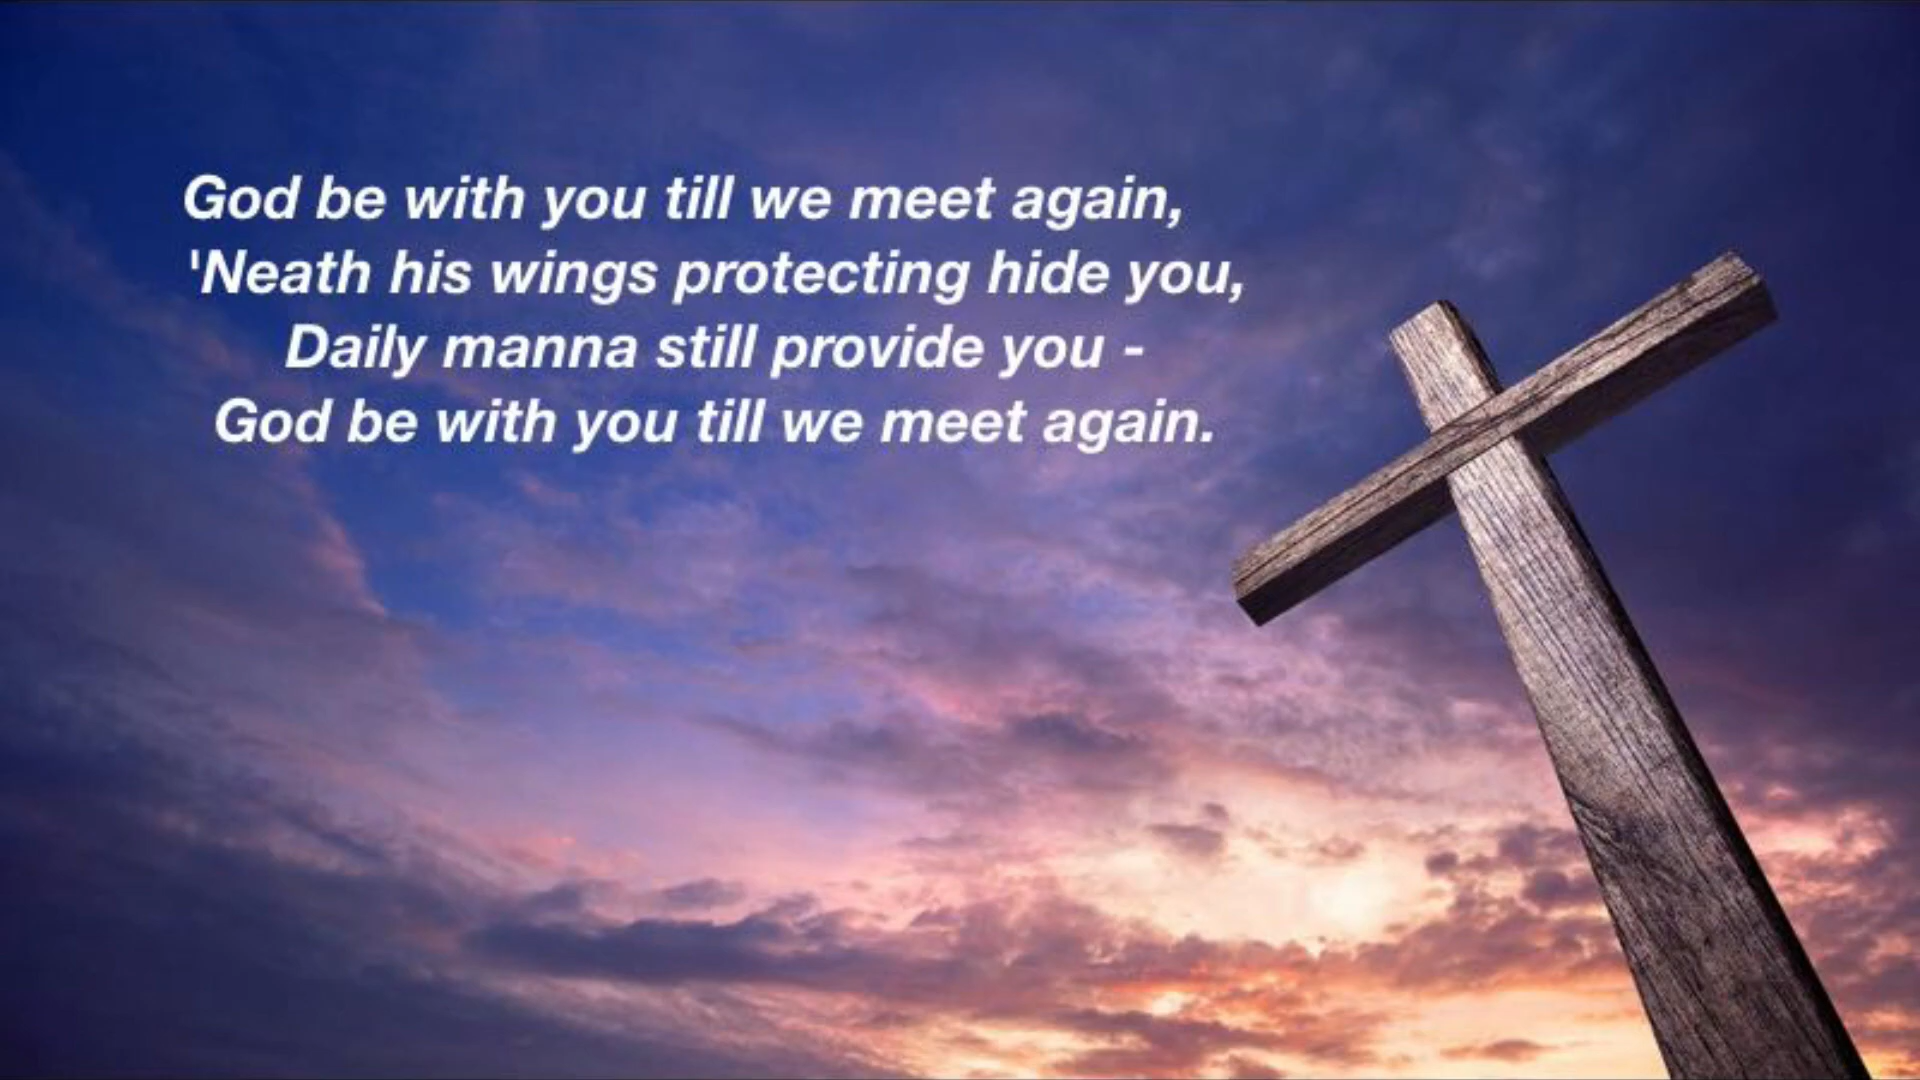 God be with you till we meet again,
'Neath his wings protecting hide you,
Daily manna still provide you -
God be with you till we meet again.